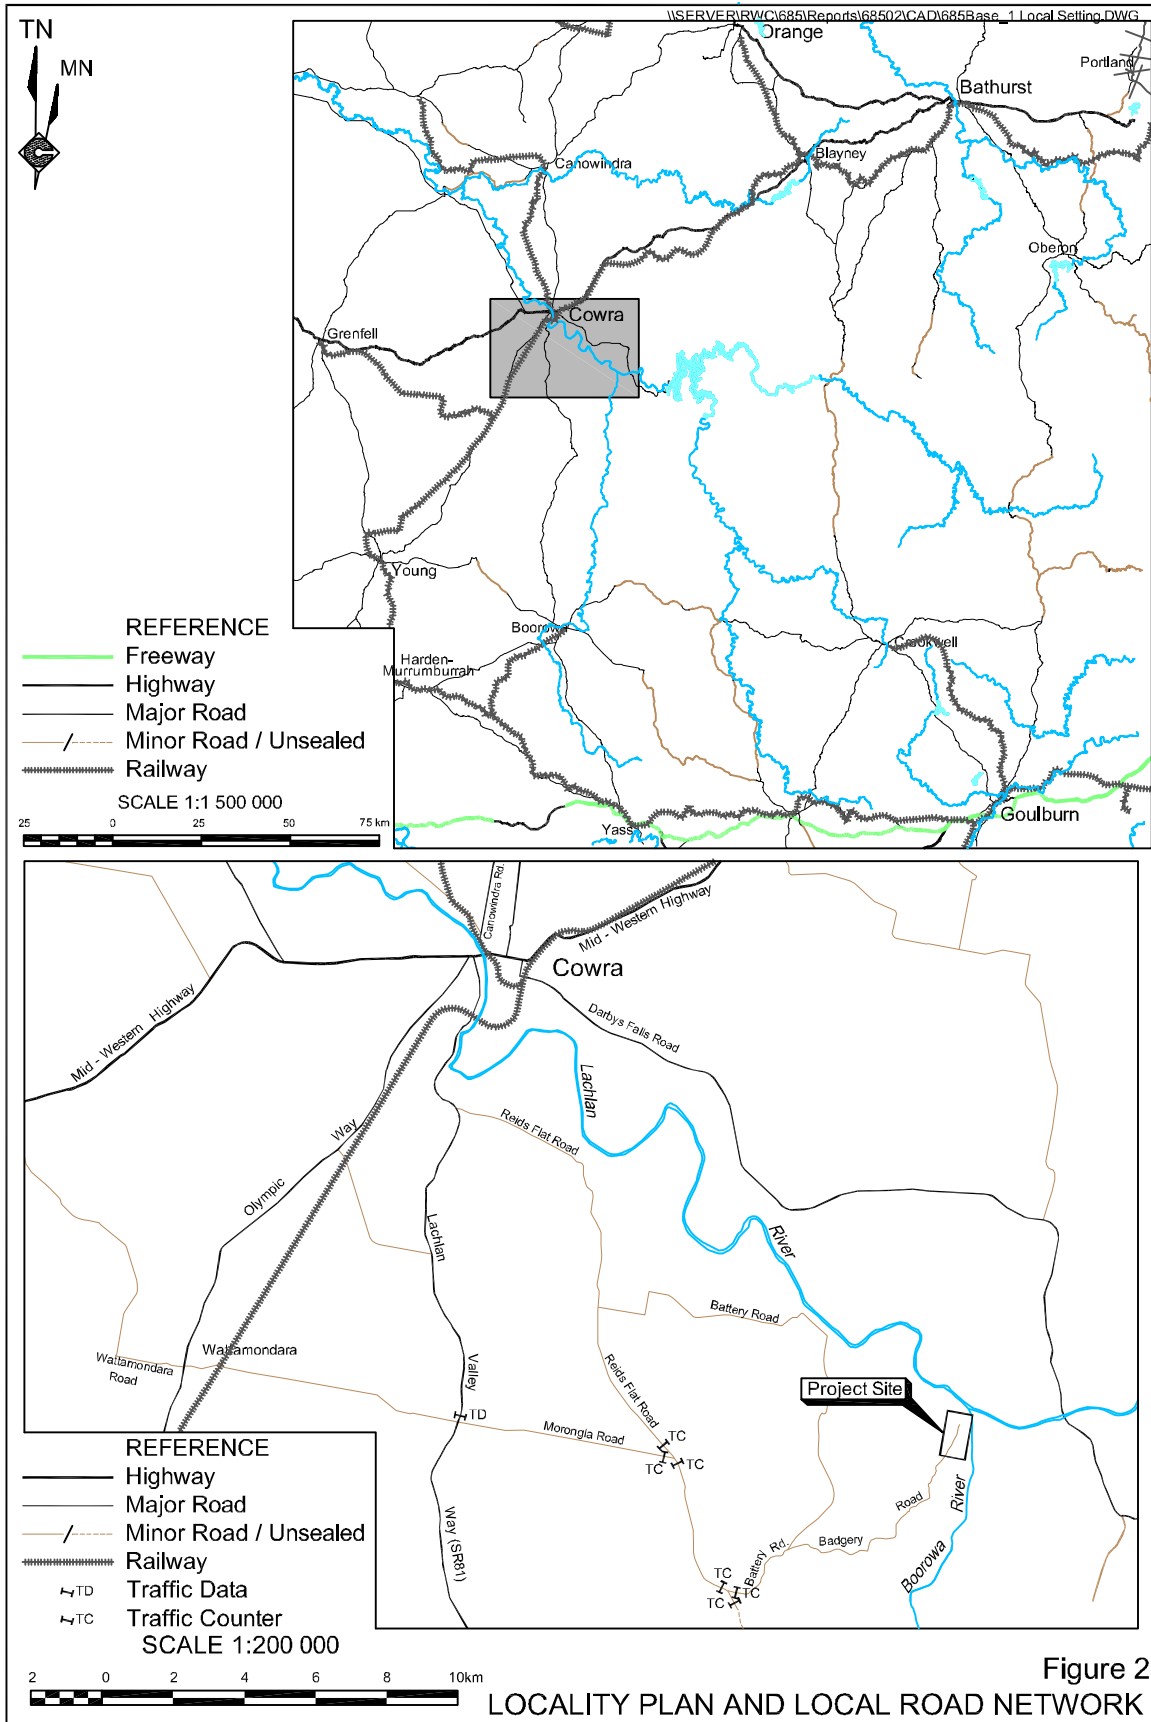 \\SERVER\RWC\685\Reports\68502\CAD\685Base_1 Local Setting.DWG
TN
MN
Orange
Portland
Bathurst
Blayney
Canowindra
Oberon
Cowra
Grenfell
Young
Boorowa
Crookwell
Harden-
Murrumburrah
Goulburn
Yass
REFERENCE
Freeway
Highway
Major Road
Minor Road / Unsealed
Railway
SCALE 1:1 500 000
25 0 25 50 75 km
Canowindra Rd.
Mid - Western Highway
Cowra
Mid - Western Highway
Darbys Falls Road
Lachlan
Reids Flat Road
Way
Olympic
Lachlan
River
Battery Road
Wattamondara
Wattamondara
Road
Valley
Reids Flat Road
Project Site
TD
Morongla Road
TC
TC
TC
River
Road
Badgery
Way (SR81)
Battery Rd.
Boorowa
TC
TC
TC
REFERENCE
Highway
Major Road
Minor Road / Unsealed
Railway
TD Traffic Data
TC Traffic Counter
SCALE 1:200 000
2 0 2 4 6 8 10km
Figure 2
LOCALITY PLAN AND LOCAL ROAD NETWORK